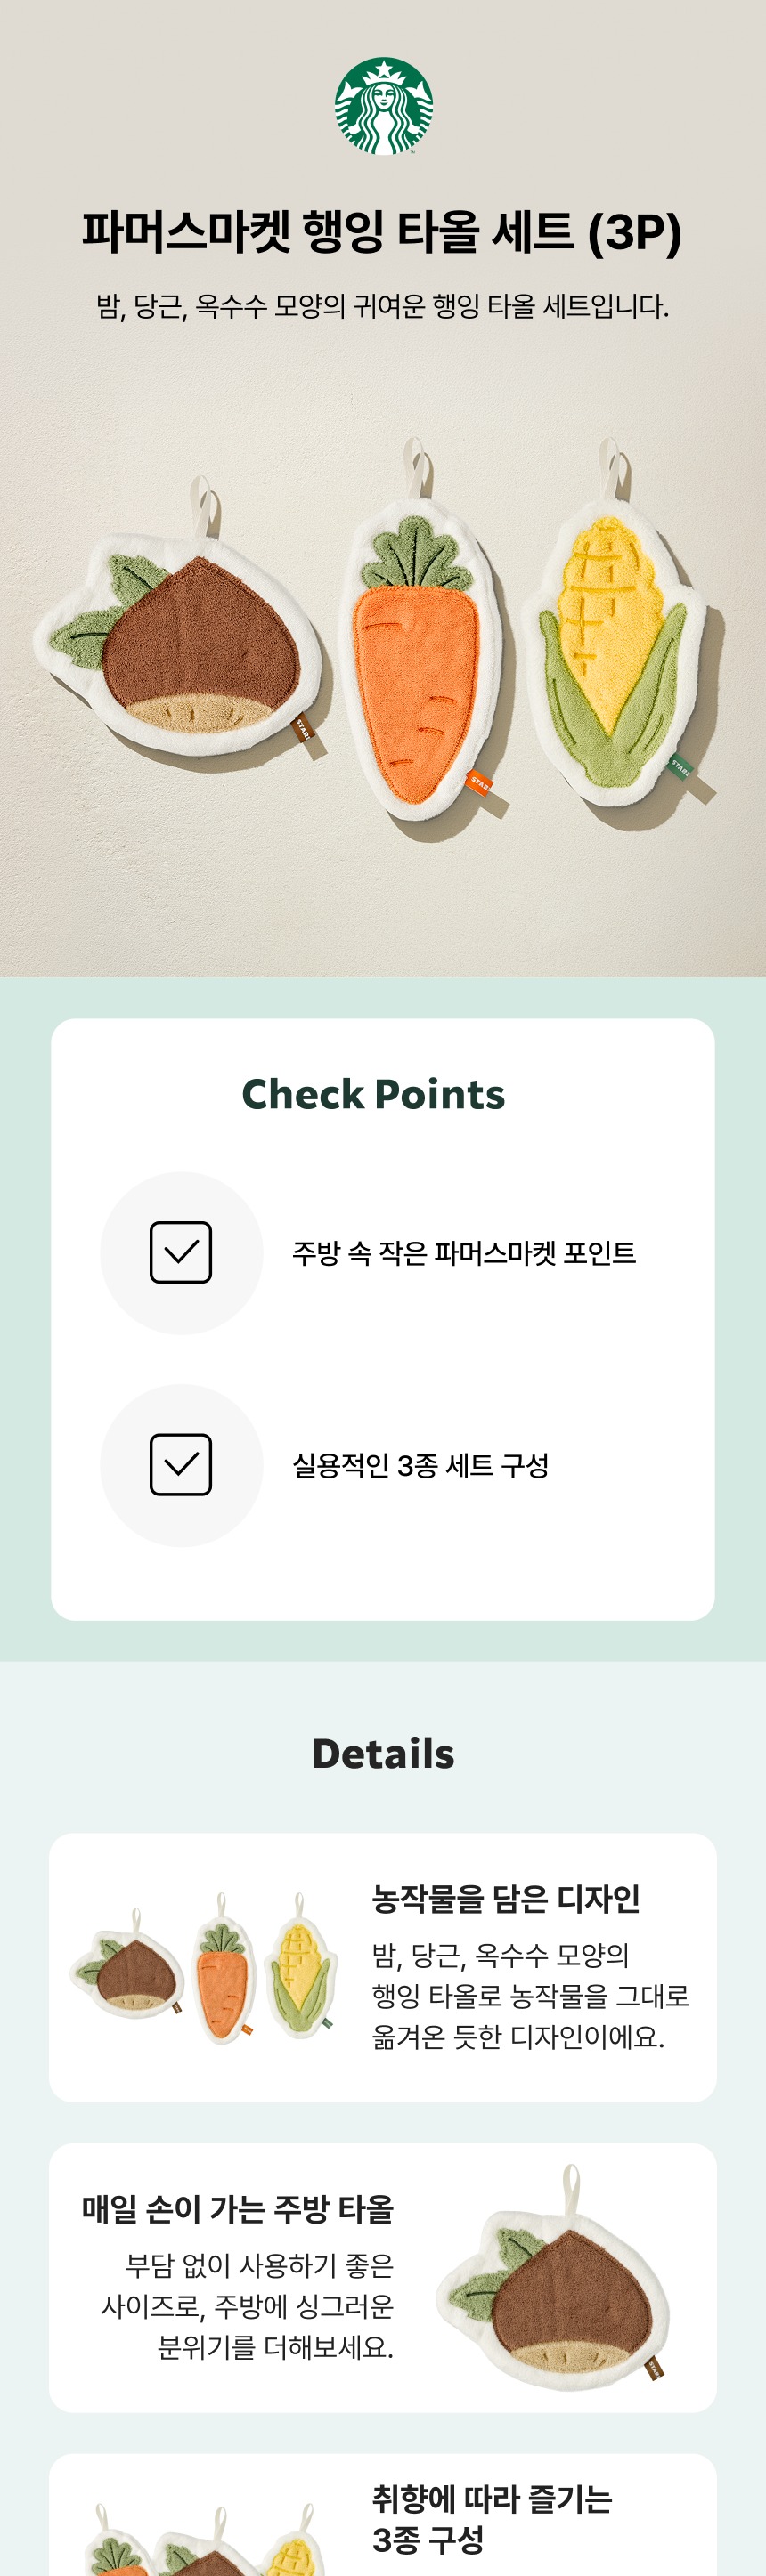 파머스마켓 행잉 타올 세트 (3P)
밤, 당근, 옥수수 모양의 귀여운 행잉 타올 세트입니다.
STAR
STAR
STAR
Check Points
주방 속 작은 파머스마켓 포인트
실용적인 3종 세트 구성
Details
농작물을 담은 디자인
밤, 당근, 옥수수 모양의
행잉 타올로 농작물을 그대로
옮겨온 듯한 디자인이에요.
매일 손이 가는 주방 타올
부담 없이 사용하기 좋은
사이즈로, 주방에 싱그러운
분위기를 더해보세요.
STAR
취향에 따라 즐기는
3종 구성